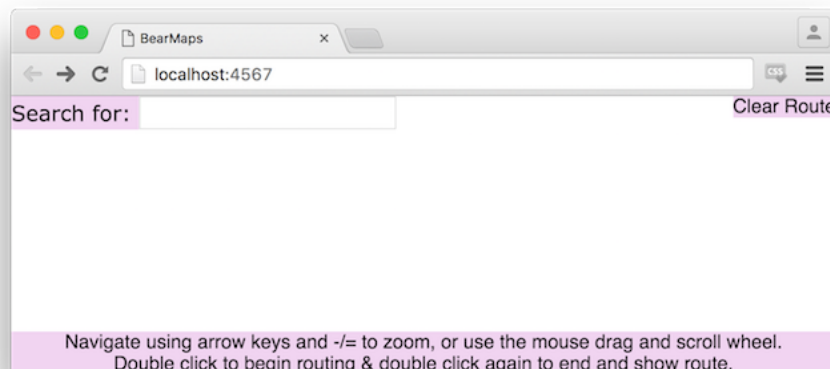 BearMaps
localhost:4567
Search for:
Clear Route
Navigate using arrow keys and -/= to zoom, or use the mouse drag and scroll wheel.
Double click to begin routing & double click again to end and show route.